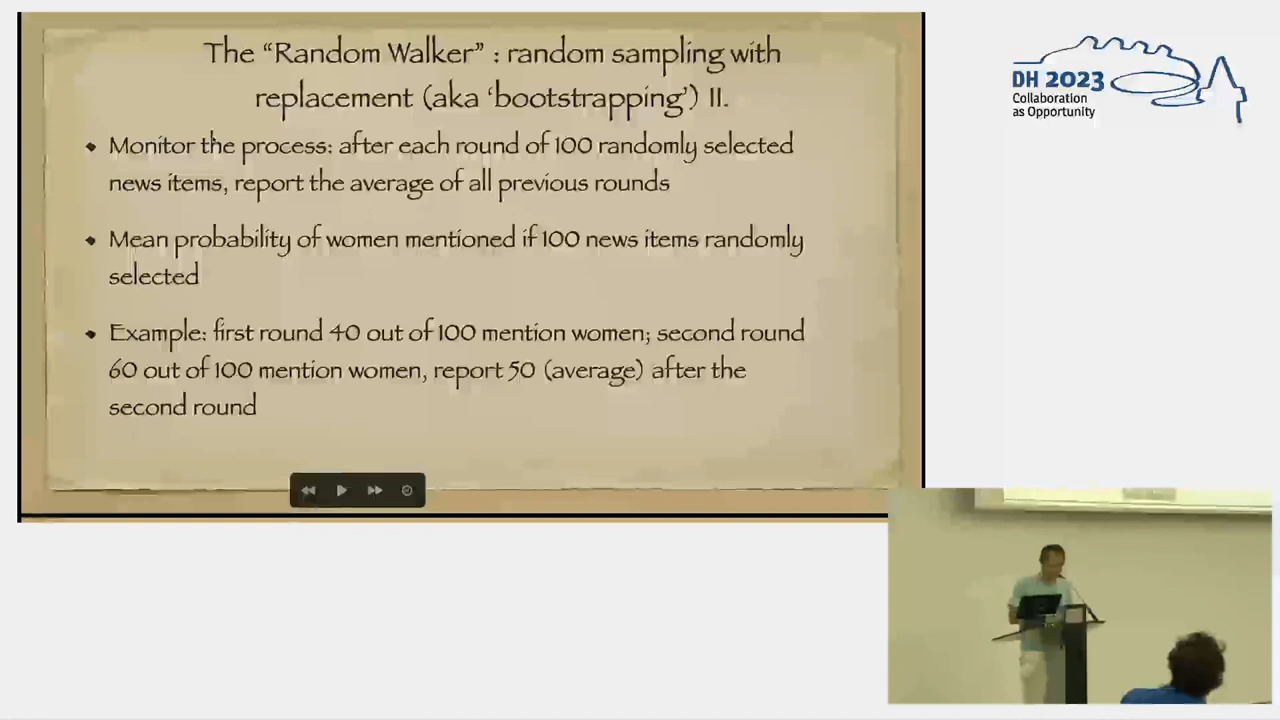 The “Random Walker” : random sampling with
replacement (aka ‘bootstrapping’) II.
Monitor the process: after each round of 100 randomly selected
news items, report the average of all previous rounds
Mean probability of women mentioned if 100 news items randomly
selected
Example: first round 40 out of 100 mention women; second round
60 out of 100 mention women, report 50 (average) after the
second round
DH 2023
Collaboration
as Opportunity